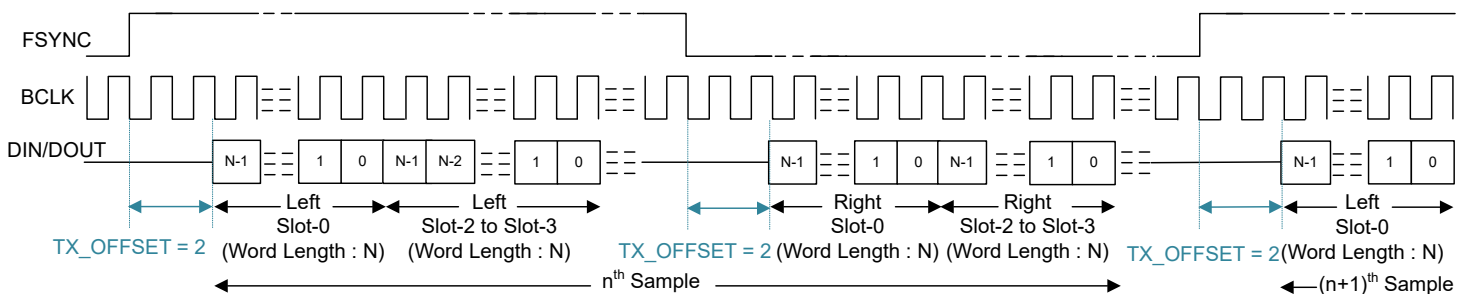 FSYNC
BCLK
DIN/DOUT
N-1 1 0 N-1 N-2 1 0 N-1 1 0 N-1 1 0 N-1 1 0
Left Left Right Right Left
Slot-0 Slot-2 to Slot-3 Slot-0 Slot-2 to Slot-3 Slot-0
TX_OFFSET = 2 (Word Length : N) (Word Length : N) TX_OFFSET = 2 (Word Length : N) (Word Length : N) TX_OFFSET = 2 (Word Length : N)
nth Sample (n+1)th Sample